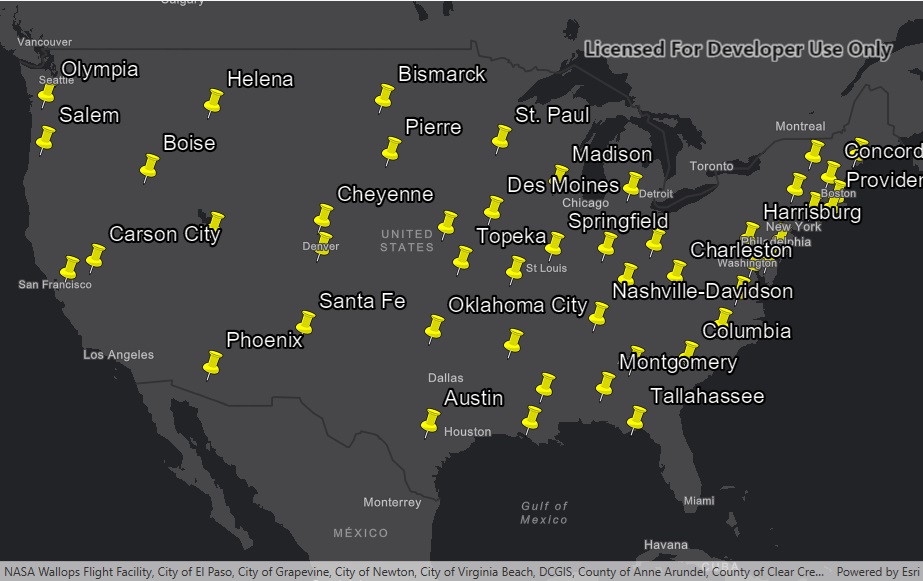 Calgary
Vancouver
Licensed For Developer Use Only
Olympia
Seattle
Helena
Bismarck
Salem
St. Paul
Pierre
Montreal
Boise
Concord
Madison
Toronto
Des Moines
Providen
Detroit
Boston
Cheyenne
Chicago
Harrisburg
Springfield
New York
Carson City
UNITED
STATES
Topeka
Philadelphia
Denver
Charleston
Washington
St Louis
San Francisco
Nashville-Davidson
Santa Fe
Oklahoma City
Columbia
Phoenix
Los Angeles
Montgomery
Dallas
Austin
Tallahassee
Houston
Monterrey
Miami
Gulf of
Mexico
MÉXICO
Havana
CUBA
NASA Wallops Flight Facility, City of El Paso, City of Grapevine, City of Newton, City of Virginia Beach, DCGIS, County of Anne Arundel, County of Clear Cre...
Powered by Esri